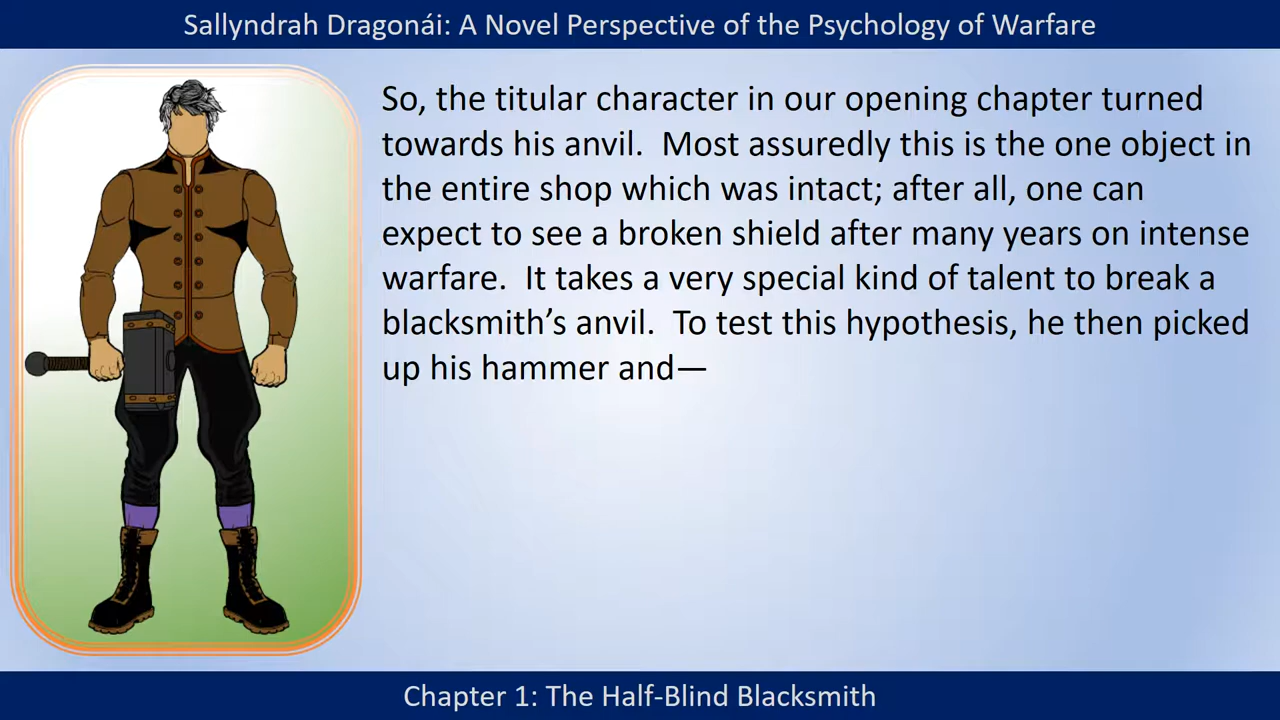 Sallyndrah Dragonái: A Novel Perspective of the Psychology of Warfare
So, the titular character in our opening chapter turned
towards his anvil.  Most assuredly this is the one object in
the entire shop which was intact; after all, one can
expect to see a broken shield after many years on intense
warfare.  It takes a very special kind of talent to break a
blacksmith’s anvil.  To test this hypothesis, he then picked
up his hammer and—
Chapter 1: The Half-Blind Blacksmith